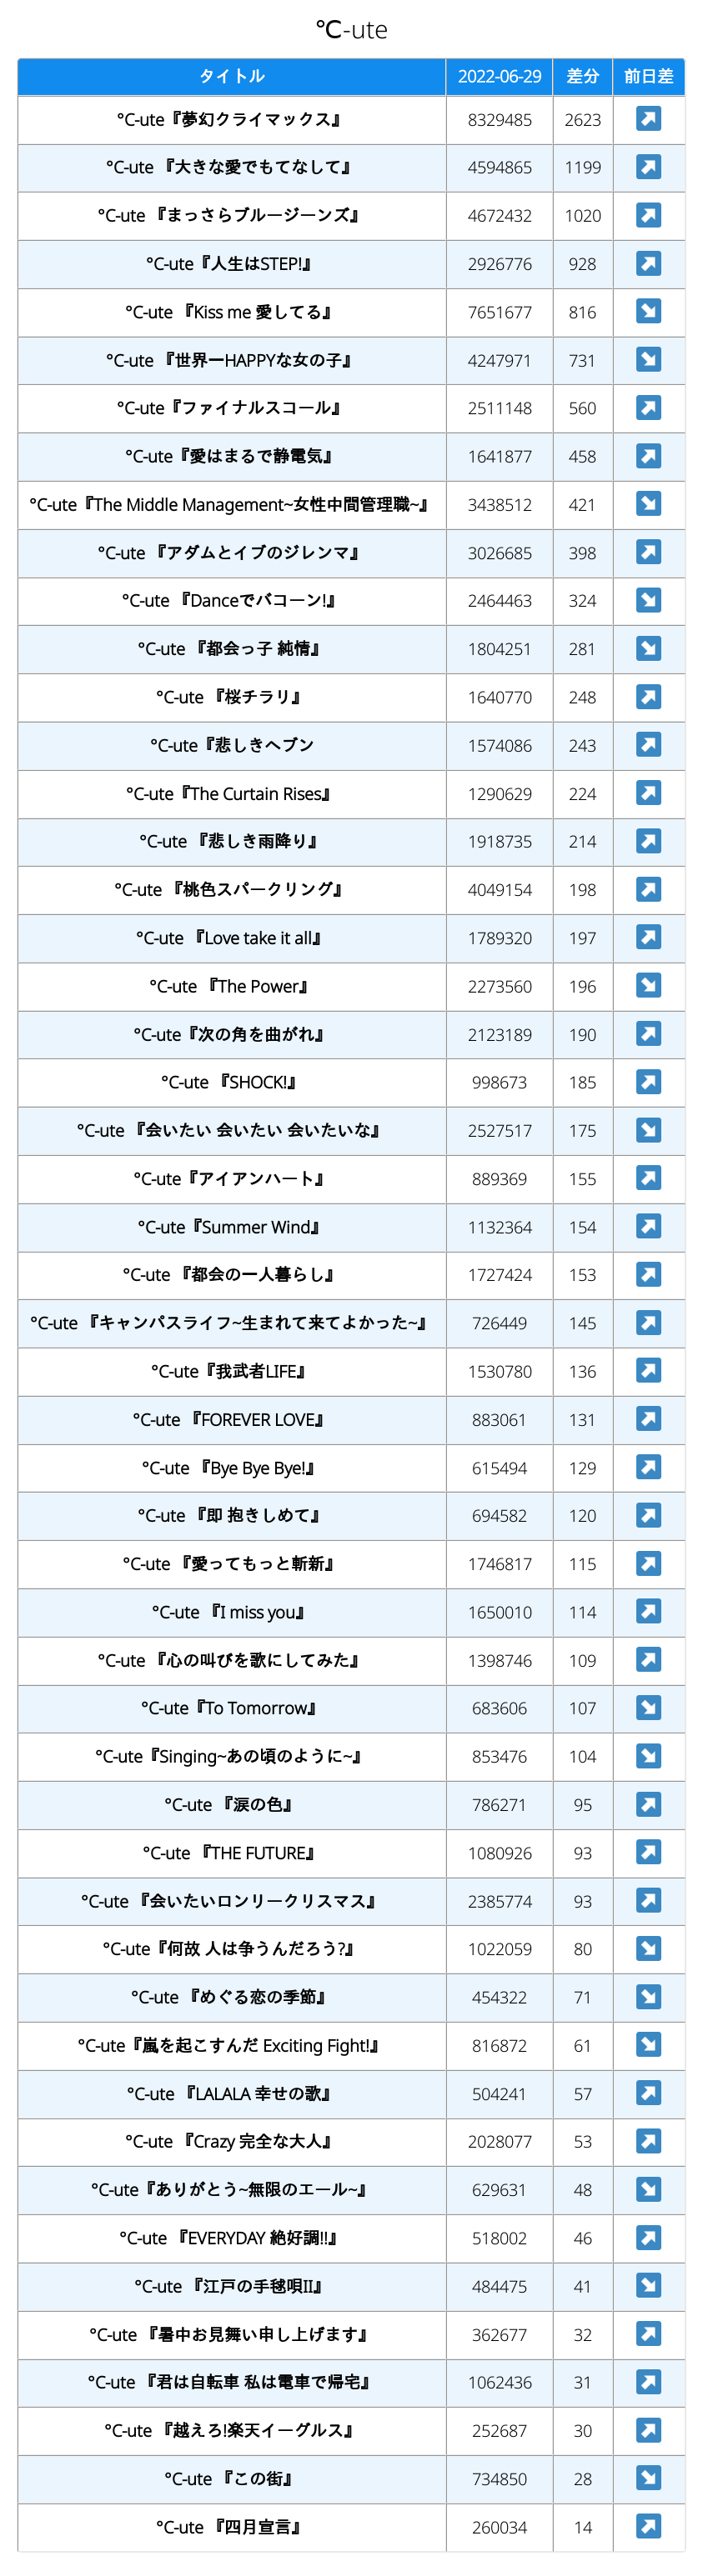 ℃-ute
タイトル 2022-06-29 差分 前日差
°C-ute『夢幻クライマックス』 8329485 2623 ↗
°C-ute 『大きな愛でもてなして』 4594865 1199 ↗
°C-ute 『まっさらブルージーンズ』 4672432 1020 ↗
°C-ute『人生はSTEP!』 2926776 928 ↗
°C-ute 『Kiss me 愛してる』 7651677 816 ↘
°C-ute 『世界一HAPPYな女の子』 4247971 731 ↘
°C-ute『ファイナルスコール』 2511148 560 ↗
°C-ute『愛はまるで静電気』 1641877 458 ↗
°C-ute『The Middle Management~女性中間管理職~』 3438512 421 ↘
°C-ute 『アダムとイブのジレンマ』 3026685 398 ↗
°C-ute 『Danceでバコーン!』 2464463 324 ↘
°C-ute 『都会っ子 純情』 1804251 281 ↘
°C-ute 『桜チラリ』 1640770 248 ↗
°C-ute『悲しきヘブン 1574086 243 ↗
°C-ute『The Curtain Rises』 1290629 224 ↗
°C-ute 『悲しき雨降り』 1918735 214 ↗
°C-ute 『桃色スパークリング』 4049154 198 ↗
°C-ute 『Love take it all』 1789320 197 ↗
°C-ute 『The Power』 2273560 196 ↘
°C-ute『次の角を曲がれ』 2123189 190 ↗
°C-ute 『SHOCK!』 998673 185 ↗
°C-ute 『会いたい 会いたい 会いたいな』 2527517 175 ↘
°C-ute『アイアンハート』 889369 155 ↗
°C-ute『Summer Wind』 1132364 154 ↗
°C-ute 『都会の一人暮らし』 1727424 153 ↗
°C-ute 『キャンパスライフ~生まれて来てよかった~』 726449 145 ↗
°C-ute『我武者LIFE』 1530780 136 ↗
°C-ute 『FOREVER LOVE』 883061 131 ↗
°C-ute 『Bye Bye Bye!』 615494 129 ↗
°C-ute 『即 抱きしめて』 694582 120 ↗
°C-ute 『愛ってもっと斬新』 1746817 115 ↗
°C-ute 『I miss you』 1650010 114 ↗
°C-ute 『心の叫びを歌にしてみた』 1398746 109 ↗
°C-ute『To Tomorrow』 683606 107 ↘
°C-ute『Singing~あの頃のように~』 853476 104 ↘
°C-ute 『涙の色』 786271 95 ↗
°C-ute 『THE FUTURE』 1080926 93 ↗
°C-ute 『会いたいロンリークリスマス』 2385774 93 ↗
°C-ute『何故 人は争うんだろう?』 1022059 80 ↘
°C-ute 『めぐる恋の季節』 454322 71 ↘
°C-ute『嵐を起こすんだ Exciting Fight!』 816872 61 ↘
°C-ute 『LALALA 幸せの歌』 504241 57 ↗
°C-ute 『Crazy 完全な大人』 2028077 53 ↗
°C-ute『ありがとう~無限のエール~』 629631 48 ↘
°C-ute 『EVERYDAY 絶好調!!』 518002 46 ↗
°C-ute 『江戸の手毬唄II』 484475 41 ↘
°C-ute 『暑中お見舞い申し上げます』 362677 32 ↗
°C-ute 『君は自転車 私は電車で帰宅』 1062436 31 ↗
°C-ute 『越えろ!楽天イーグルス』 252687 30 ↗
°C-ute 『この街』 734850 28 ↘
°C-ute 『四月宣言』 260034 14 ↗